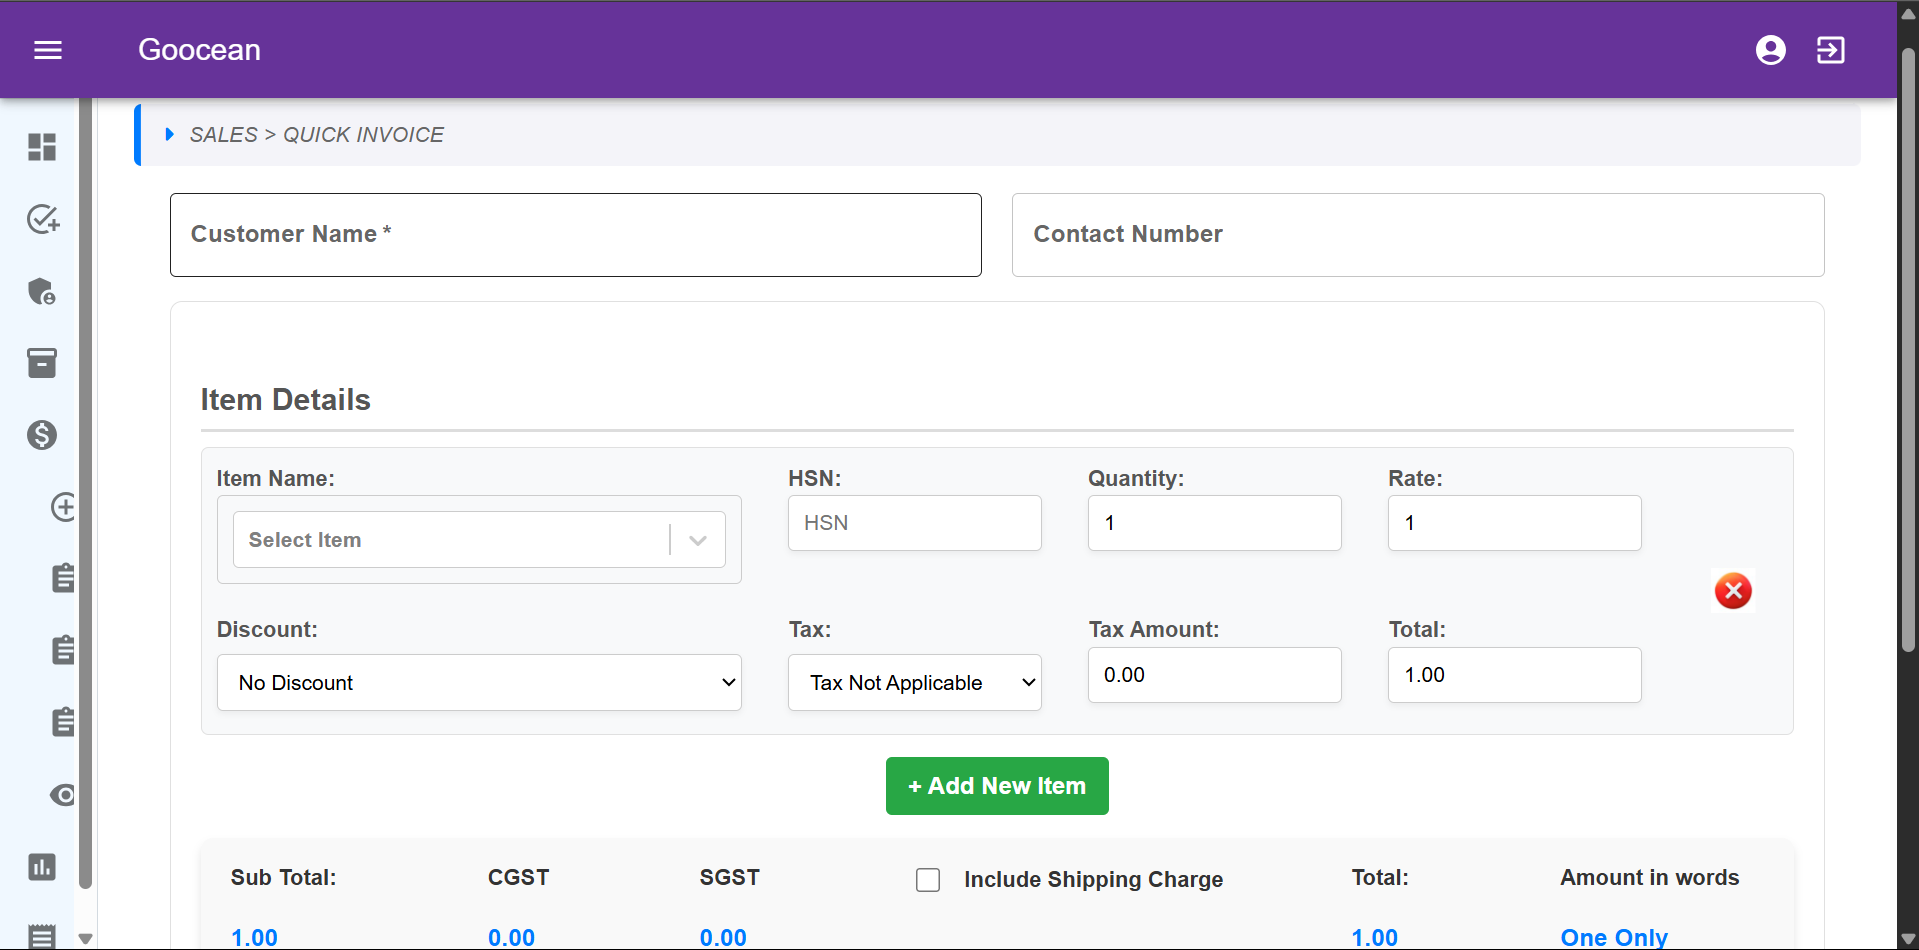 Goocean
SALES > QUICK INVOICE
Customer Name *
Contact Number
Item Details
Item Name:
HSN:
Quantity:
Rate:
Select Item
HSN
1
1
Discount:
Tax:
Tax Amount:
Total:
No Discount
Tax Not Applicable
0.00
1.00
+ Add New Item
Sub Total:
CGST
SGST
Include Shipping Charge
Total:
Amount in words
1.00
0.00
0.00
1.00
One Only